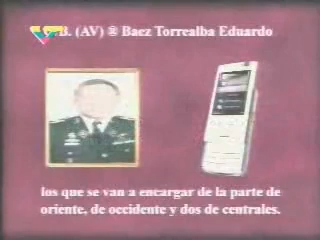 B. (AV) ® Baez Torrealba Eduardo
los que se van a encargar de la parte de
oriente, de occidente y dos de centrales.